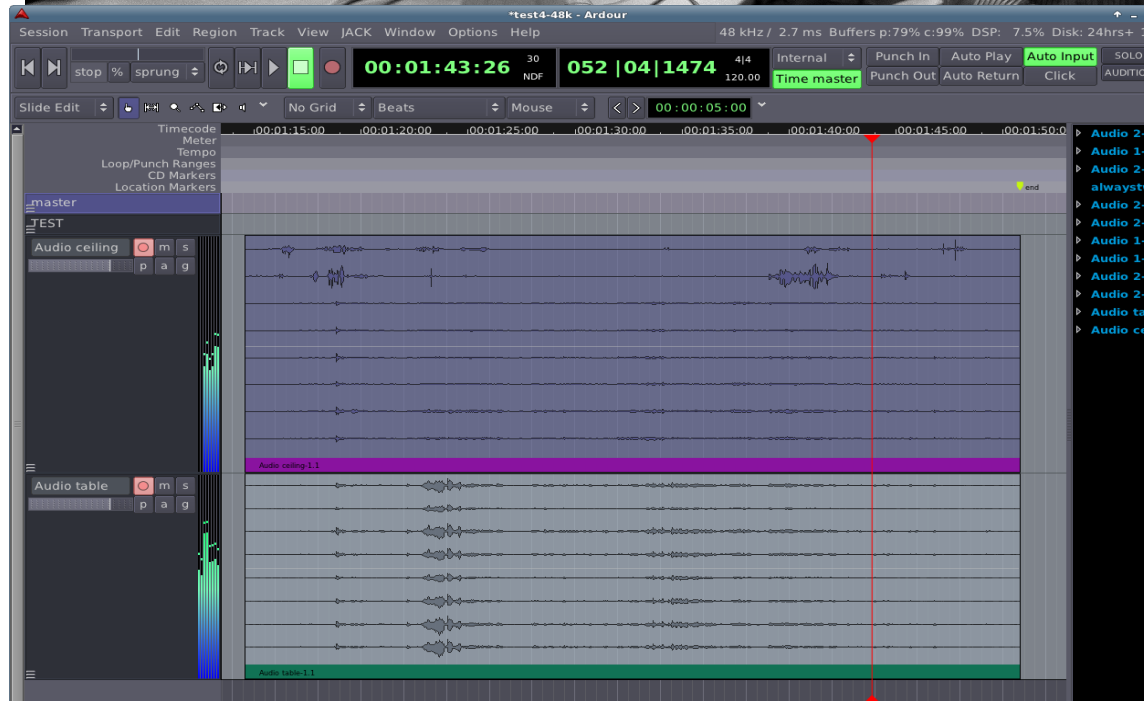 *test4-48k - Ardour
Session Transport Edit Region Track View JACK Window Options Help 48 kHz / 2.7 ms Buffers p:79% c:99% DSP: 7.5% Disk: 24hrs+
stop % sprung 00:01:43:26 30 NDF 052 |04|1474 4|4 120.00 Internal Time master Punch In Auto Play Auto Input SOLO
Punch Out Auto Return Click AUDITIO
Slide Edit No Grid Beats Mouse < > 00:00:05:00
Timecode 00:01:15:00 00:01:20:00 00:01:25:00 00:01:30:00 00:01:35:00 00:01:40:00 00:01:45:00 00:01:50:0
Meter
Tempo
Loop/Punch Ranges
CD Markers
Location Markers end
master
TEST
Audio ceiling m s
p a g
Audio ceiling-1.1
Audio table m s
p a g
Audio table-1.1
Audio 2-
Audio 1-
Audio 2-
alwayst
Audio 2-
Audio 2-
Audio 1-
Audio 1-
Audio 2-
Audio 2-
Audio ta
Audio ce